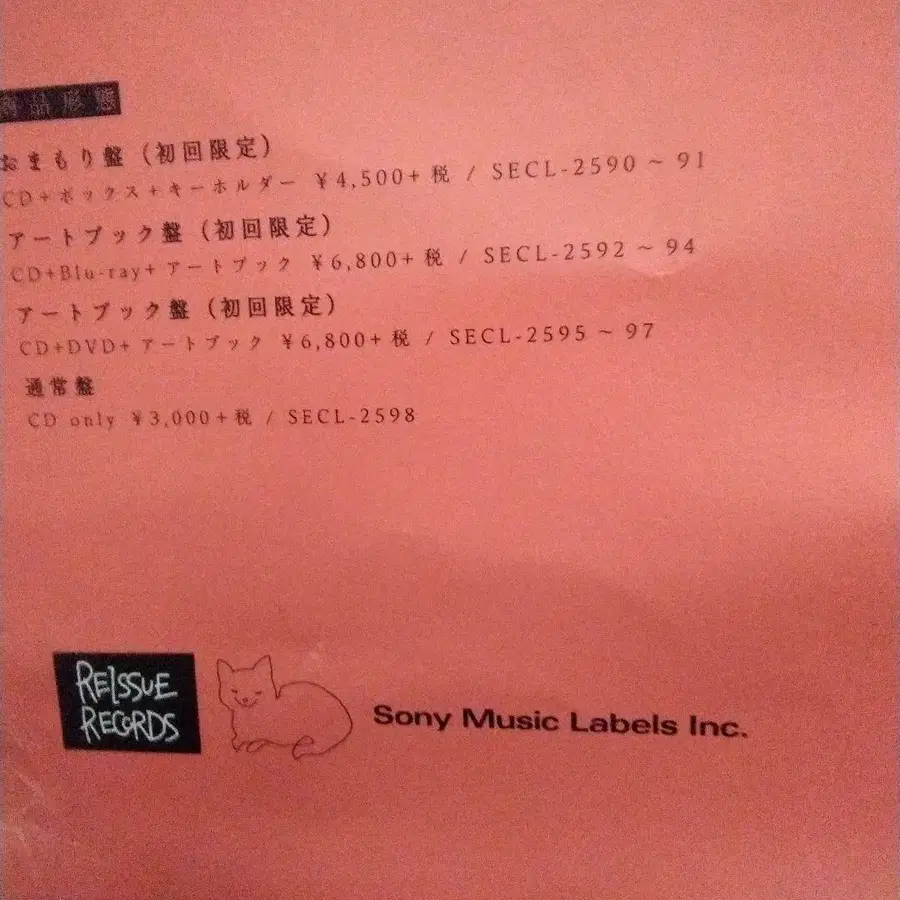 商品形態
おまもり盤（初回限定）
CD+ボックス+キーホルダー ¥4,500+税 / SECL-2590 ~ 91
アートブック盤（初回限定）
CD+Blu-ray+アートブック ¥6,800+税 / SECL-2592 ~ 94
アートブック盤（初回限定）
CD+DVD+アートブック ¥6,800+税 / SECL-2595 ~ 97
通常盤
CD only ¥3,000+税 / SECL-2598
REISSUE
RECORDS
Sony Music Labels Inc.